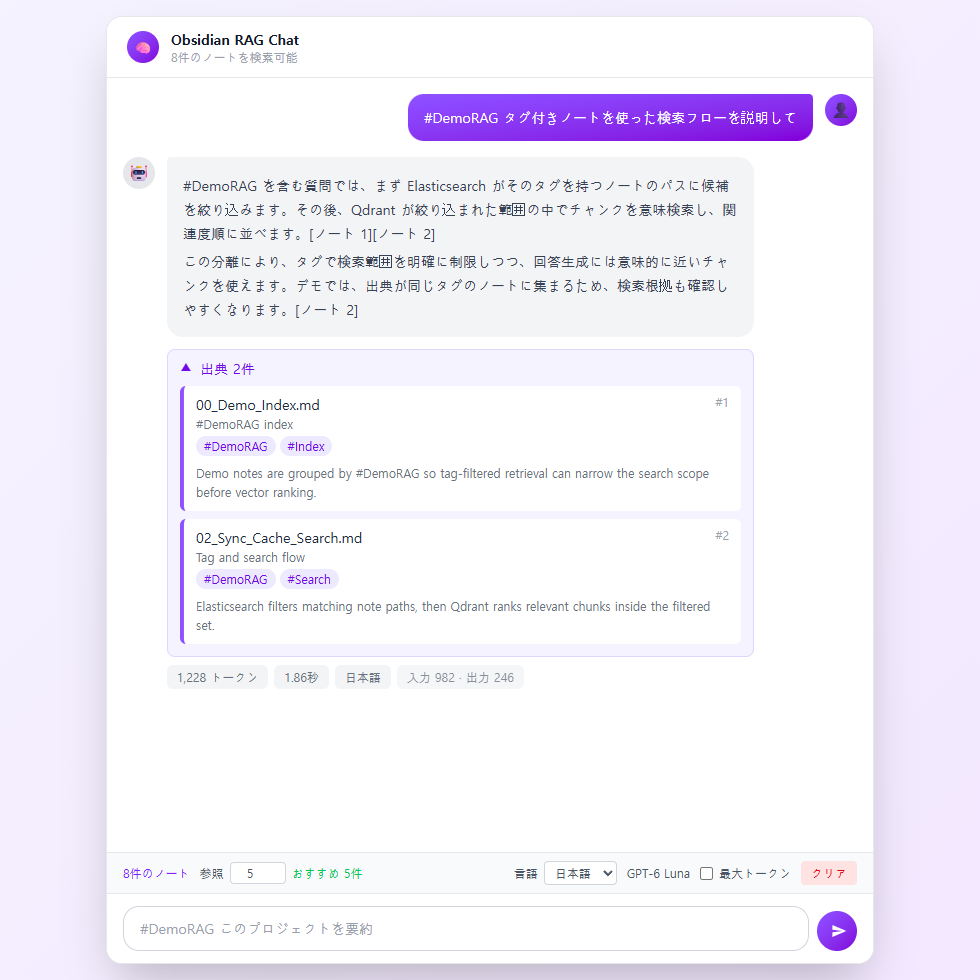 Obsidian RAG Chat
8件のノートを検索可能
#DemoRAG タグ付きノートを使った検索フローを説明して
#DemoRAG を含む質問では、まず Elasticsearch がそのタグを持つノートのパスに候補
を絞り込みます。その後、Qdrant が絞り込まれた範囲の中でチャンクを意味検索し、関
連度順に並べます。[ノート 1][ノート 2]
この分離により、タグで検索範囲を明確に制限しつつ、回答生成には意味的に近いチャ
ンクを使えます。デモでは、出典が同じタグのノートに集まるため、検索根拠も確認し
やすくなります。[ノート 2]
▲ 出典 2件
00_Demo_Index.md #1
#DemoRAG index
#DemoRAG #Index
Demo notes are grouped by #DemoRAG so tag-filtered retrieval can narrow the search scope
before vector ranking.
02_Sync_Cache_Search.md #2
Tag and search flow
#DemoRAG #Search
Elasticsearch filters matching note paths, then Qdrant ranks relevant chunks inside the filtered
set.
1,228 トークン 1.86秒 日本語 入力 982 · 出力 246
8件のノート 参照 5 おすすめ 5件 言語 日本語 GPT-6 Luna 最大トークン クリア
#DemoRAG このプロジェクトを要約